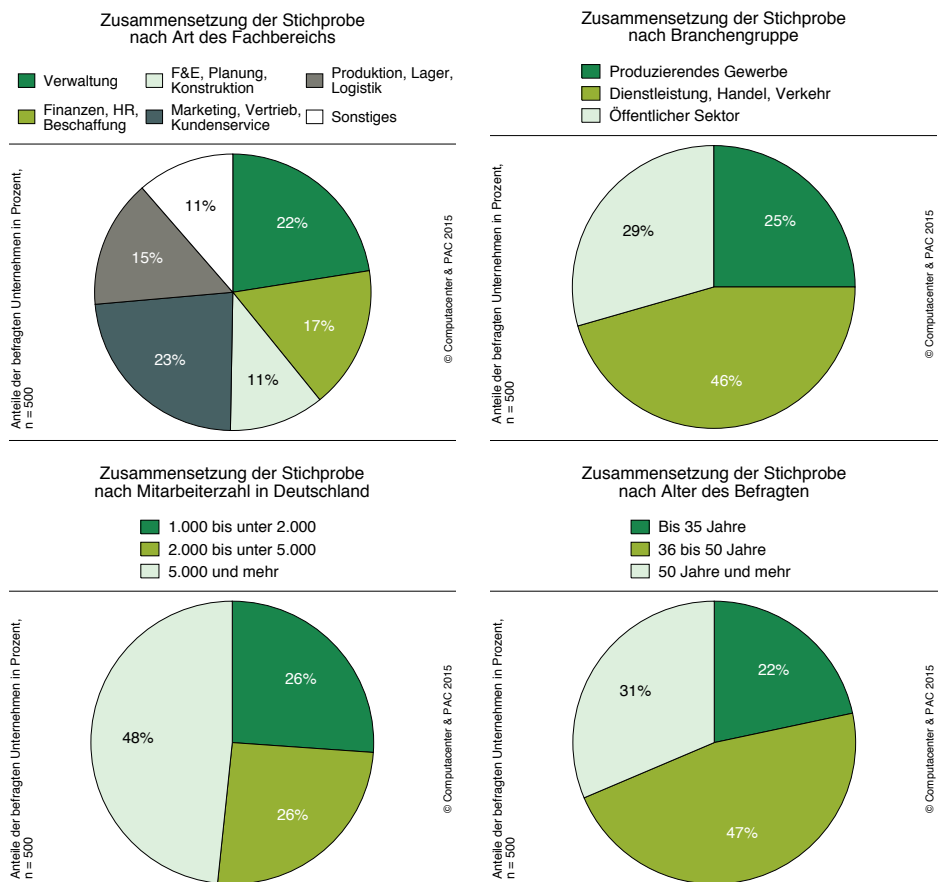 Zusammensetzung der Stichprobe
nach Art des Fachbereichs
Verwaltung
F&E, Planung,
Konstruktion
Produktion, Lager,
Logistik
Finanzen, HR,
Beschaffung
Marketing, Vertrieb,
Kundenservice
Sonstiges
Anteile der befragten Unternehmen in Prozent,
n = 500
11%
22%
15%
17%
23%
11%
© Computacenter & PAC 2015
Zusammensetzung der Stichprobe
nach Branchengruppe
Produzierendes Gewerbe
Dienstleistung, Handel, Verkehr
Öffentlicher Sektor
Anteile der befragten Unternehmen in Prozent,
n = 500
29%
25%
46%
© Computacenter & PAC 2015
Zusammensetzung der Stichprobe
nach Mitarbeiterzahl in Deutschland
1.000 bis unter 2.000
2.000 bis unter 5.000
5.000 und mehr
Anteile der befragten Unternehmen in Prozent,
n = 500
26%
48%
26%
© Computacenter & PAC 2015
Zusammensetzung der Stichprobe
nach Alter des Befragten
Bis 35 Jahre
36 bis 50 Jahre
50 Jahre und mehr
Anteile der befragten Unternehmen in Prozent,
n = 500
31%
22%
47%
© Computacenter & PAC 2015